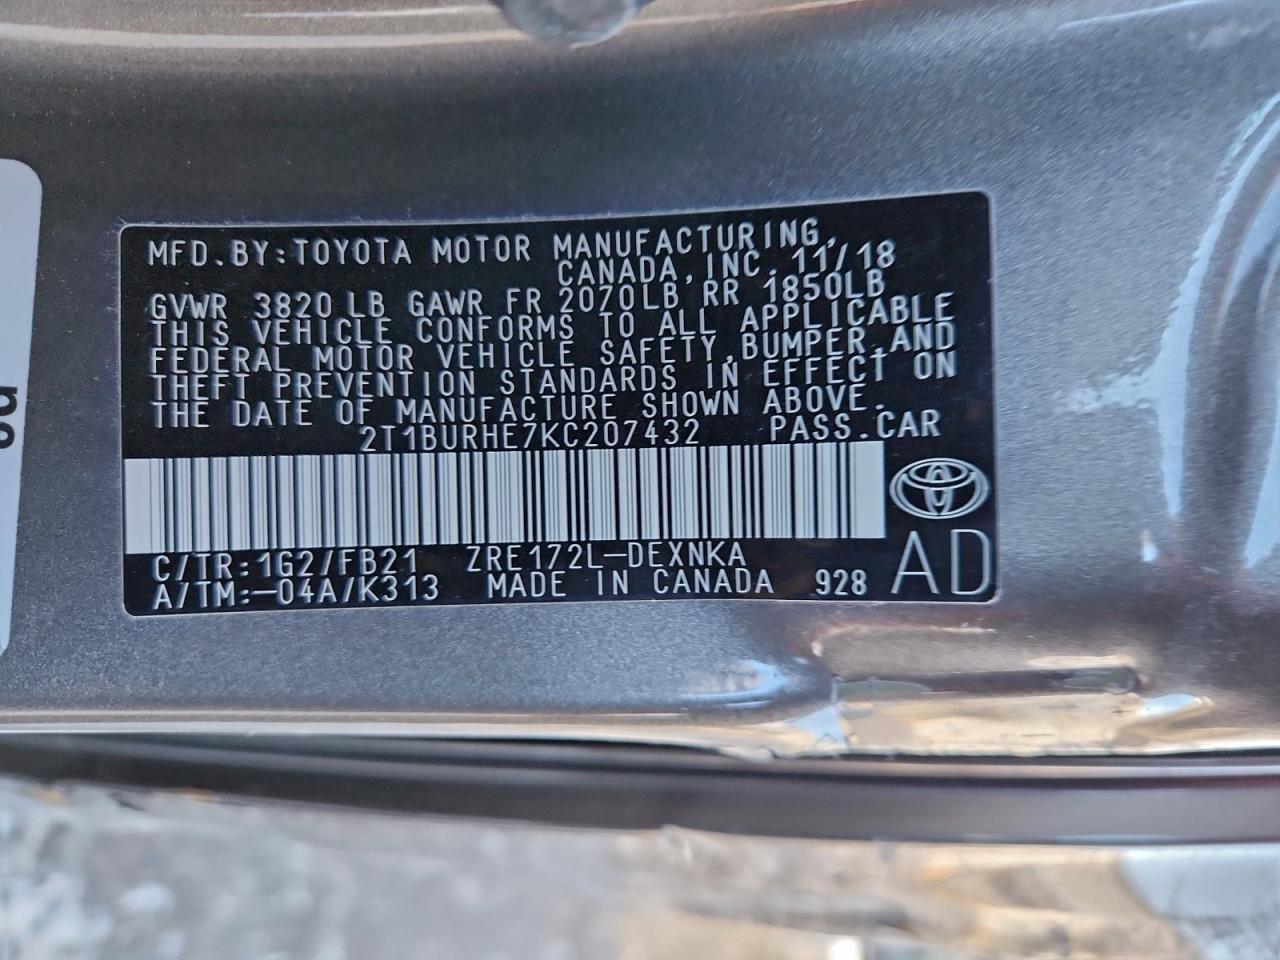 MFD.BY:TOYOTA MOTOR MANUFACTURING,
CANADA,INC. 11/18
GVWR 3820LB GAWR FR 2070LB RR 1850LB
THIS VEHICLE CONFORMS TO ALL APPLICABLE
FEDERAL MOTOR VEHICLE SAFETY,BUMPER,AND
THEFT PREVENTION STANDARDS IN EFFECT ON
THE DATE OF MANUFACTURE SHOWN ABOVE.
2T1BURHE7KC207432 PASS.CAR
C/TR:1G2/FB21 ZRE172L-DEXNKA
A/TM:-04A/K313 MADE IN CANADA 928 AD